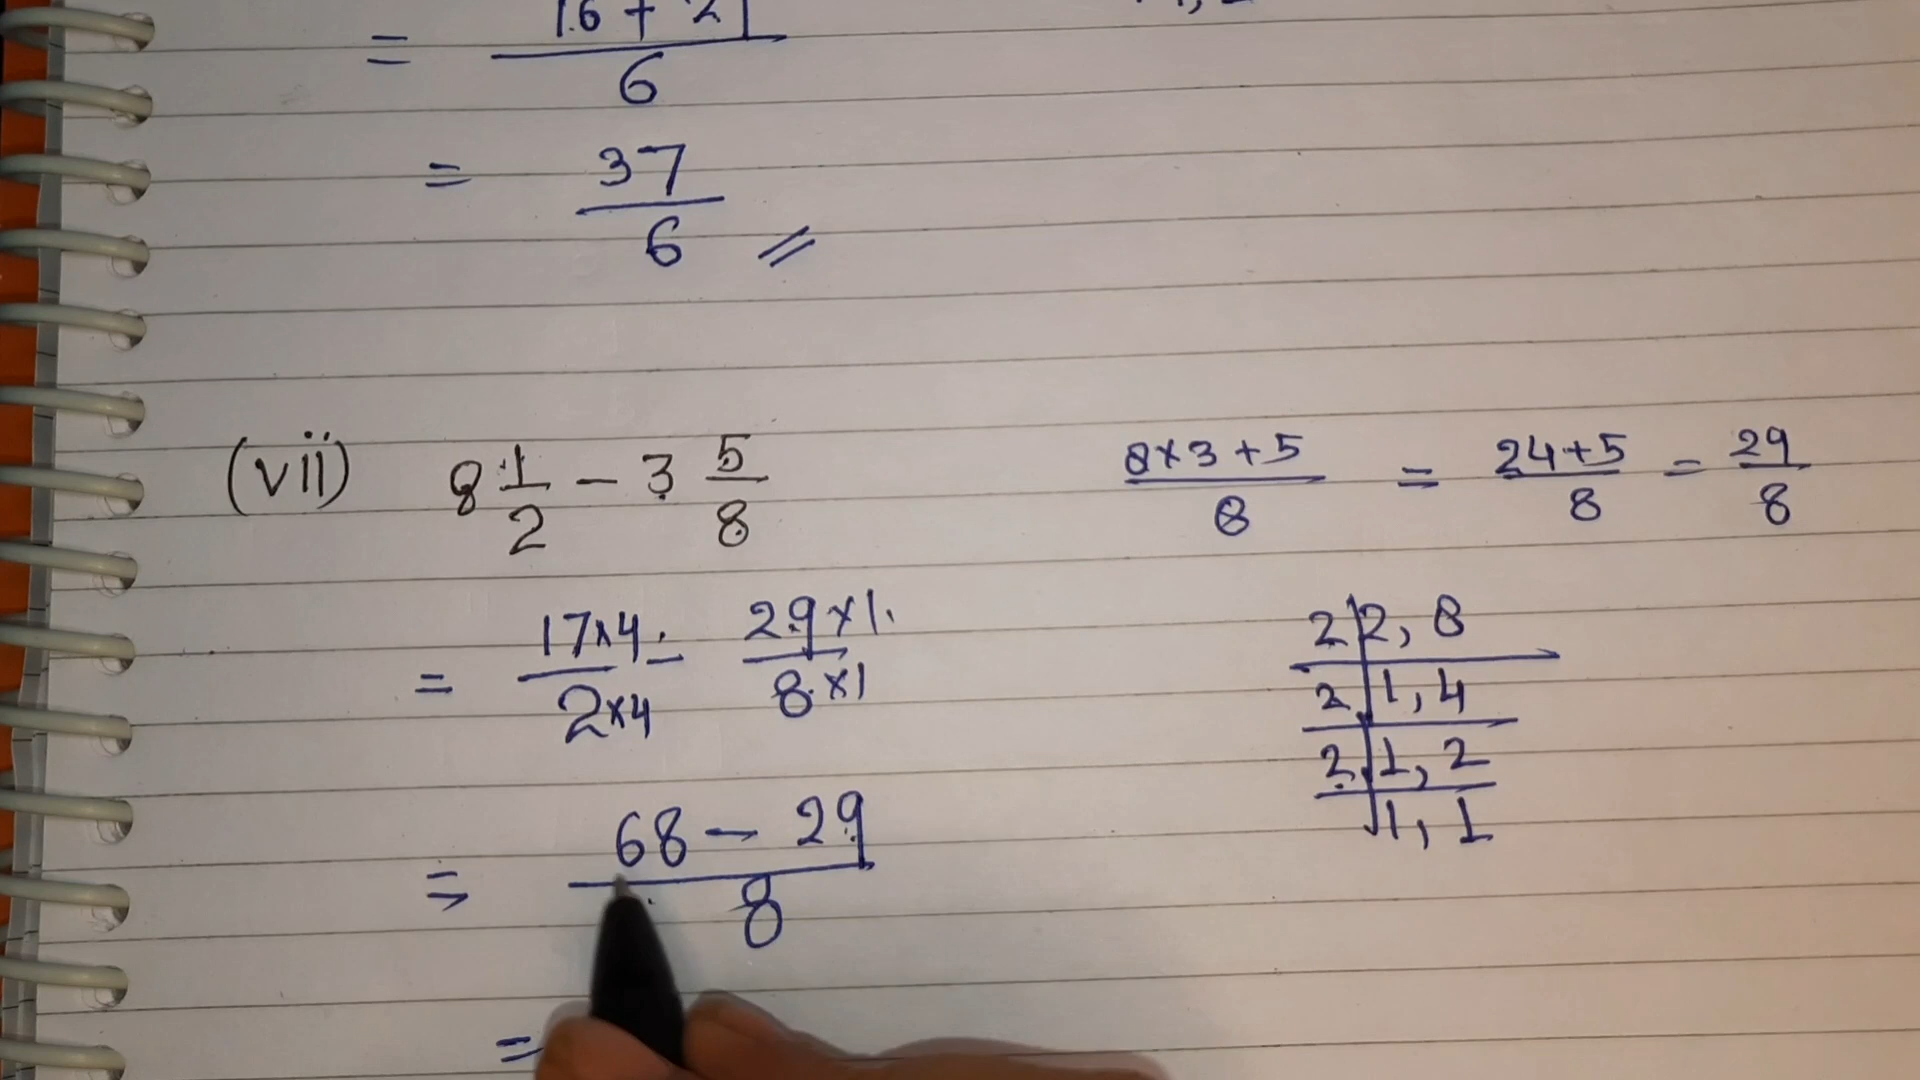 = 16 + 21
6
= 37
6 //
(vii) 8 1/2 - 3 5/8
8×3+5/8 = 24+5/8 = 29/8
= 17×4/2×4 - 29×1/8×1
2|2, 8
2|1, 4
2|1, 2
1, 1
= 68 - 29
8
=